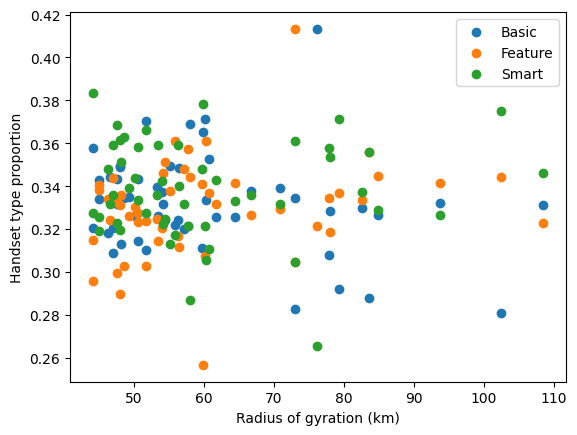 0.42
0.40
0.38
0.36
0.34
0.32
0.30
0.28
0.26
Handset type proportion
Basic
Feature
Smart
50 60 70 80 90 100 110
Radius of gyration (km)